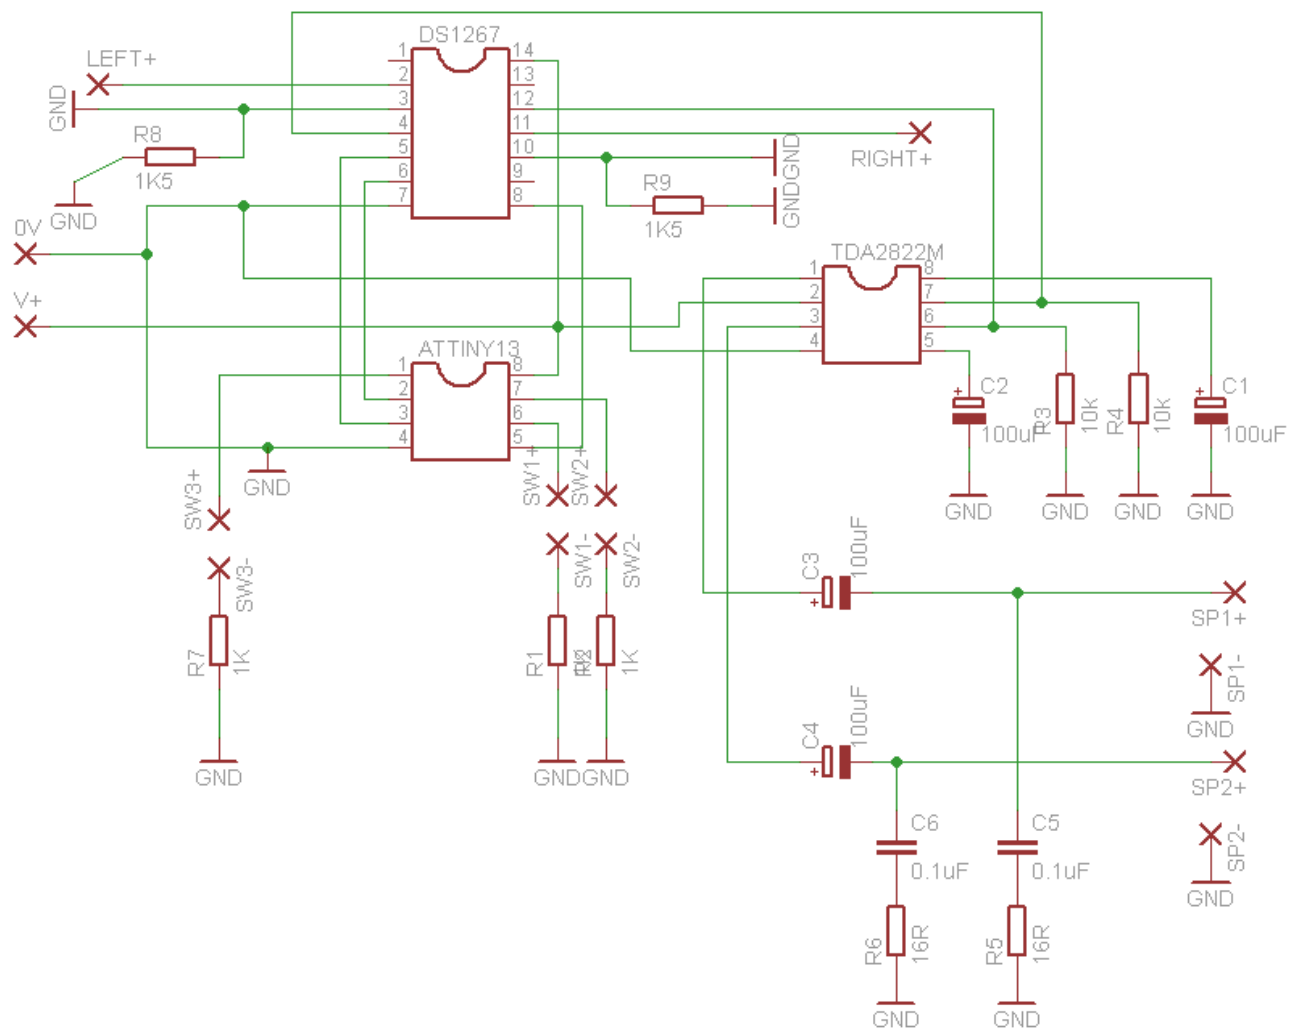 DS1267
1
2
3
4
5
6
7
14
13
12
11
10
9
8
LEFT+
GND
R8
1K5
GND
0V
V+
RIGHT+
GND
R9
1K5
GND
TDA2822M
1
2
3
4
8
7
6
5
ATTINY13
1
2
3
4
8
7
6
5
GND
C2
100uF
R3
10k
R4
10k
C1
100uF
GND
GND
GND
GND
SW3+
SW1+
SW2+
SW3-
SW1-
SW2-
R7
1K
R1
R2
1K
GND
GND
GND
C3
100uF
SP1+
SP1-
GND
C4
100uF
SP2+
SP2-
GND
C6
0.1uF
C5
0.1uF
R6
16R
R5
16R
GND
GND